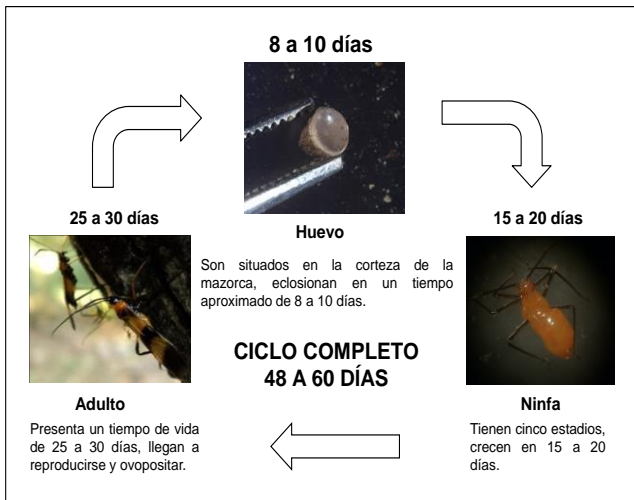 8 a 10 días
Huevo
Son situados en la corteza de la
mazorca, eclosionan en un tiempo
aproximado de 8 a 10 días.
15 a 20 días
Ninfa
Tienen cinco estadios,
crecen en 15 a 20
días.
25 a 30 días
Adulto
Presenta un tiempo de vida
de 25 a 30 días, llegan a
reproducirse y ovopositar.
CICLO COMPLETO
48 A 60 DÍAS